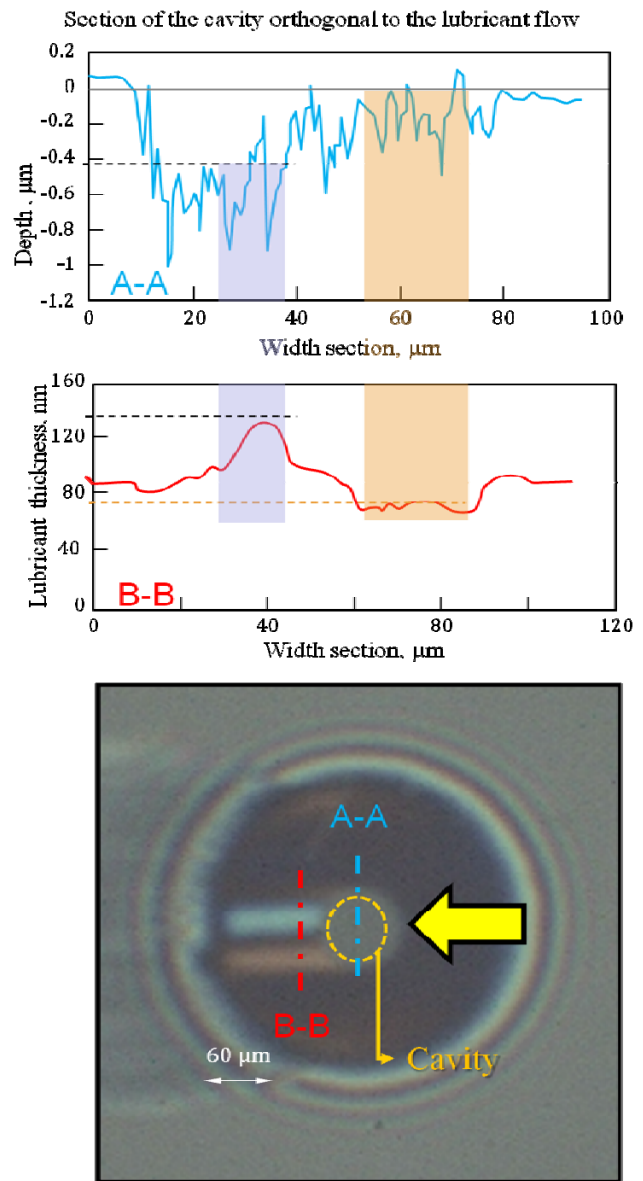 Section of the cavity orthogonal to the lubricant flow
Depth, µm
0.2
0
-0.2
-0.4
-0.6
-0.8
-1
-1.2
A-A
0 20 40 60 80 100
Width section, µm
Lubricant thickness, nm
160
120
80
40
0
B-B
0 40 80 120
Width section, µm
A-A
B-B
60 µm
Cavity